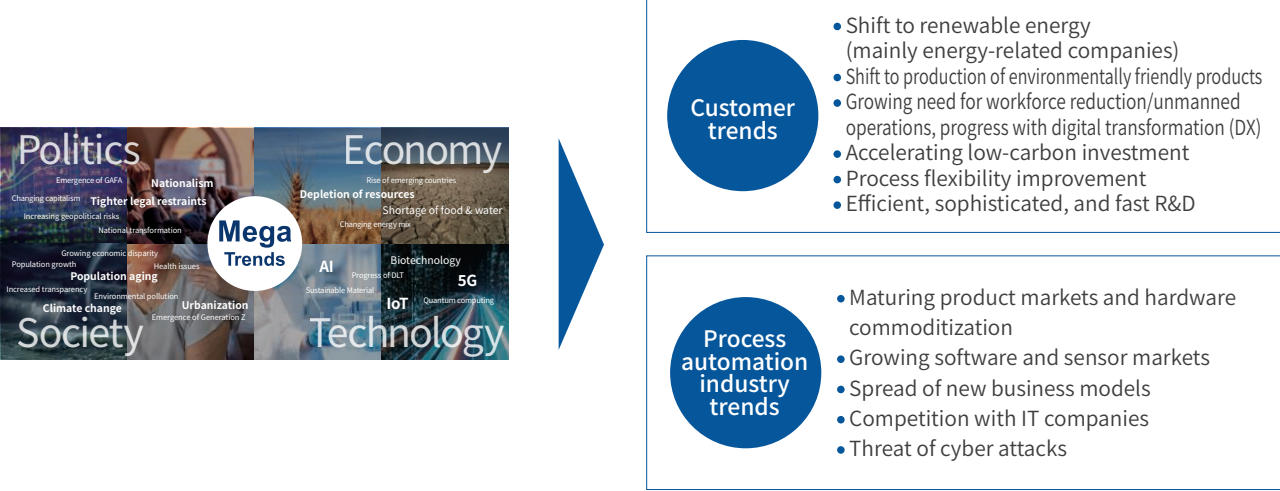 Politics
Emergence of GAFA
Nationalism
Changing capitalism
Tighter legal restraints
Increasing geopolitical risks
National transformation
Economy
Rise of emerging countries
Depletion of resources
Shortage of food & water
Changing energy mix
Mega
Trends
Growing economic disparity
Population growth
Health issues
Population aging
Increased transparency
Environmental pollution
Climate change
Urbanization
Emergence of Generation Z
Society
Biotechnology
AI
Progress of DLT
5G
Sustainable Material
IoT
Quantum computing
Technology
Customer
trends
• Shift to renewable energy
(mainly energy-related companies)
• Shift to production of environmentally friendly products
• Growing need for workforce reduction/unmanned
operations, progress with digital transformation (DX)
• Accelerating low-carbon investment
• Process flexibility improvement
• Efficient, sophisticated, and fast R&D
Process
automation
industry
trends
• Maturing product markets and hardware
commoditization
• Growing software and sensor markets
• Spread of new business models
• Competition with IT companies
• Threat of cyber attacks